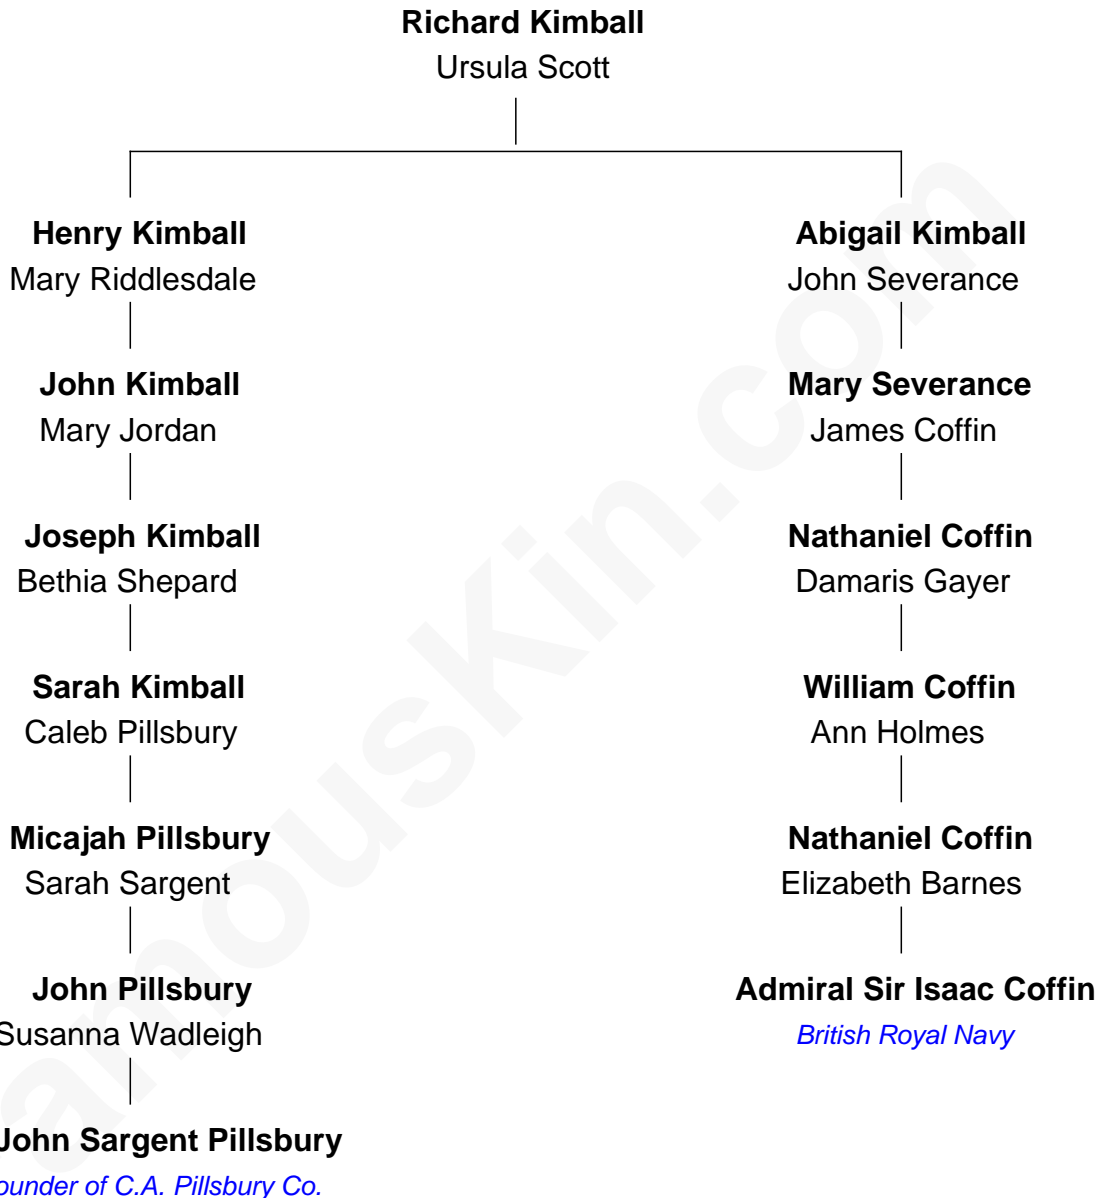 Richard Kimball
Ursula Scott
Henry Kimball
Mary Riddlesdale
Abigail Kimball
John Severance
John Kimball
Mary Jordan
Mary Severance
James Coffin
Joseph Kimball
Bethia Shepard
Nathaniel Coffin
Damaris Gayer
Sarah Kimball
Caleb Pillsbury
William Coffin
Ann Holmes
Micajah Pillsbury
Sarah Sargent
Nathaniel Coffin
Elizabeth Barnes
John Pillsbury
Susanna Wadleigh
Admiral Sir Isaac Coffin
British Royal Navy
John Sargent Pillsbury
ounder of C.A. Pillsbury Co.
amouskin.com